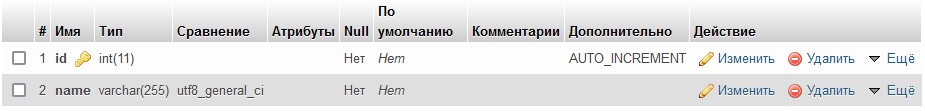 # Имя Тип Сравнение Атрибуты Null По умолчанию Комментарии Дополнительно Действие
1 id int(11) Нет Нет AUTO_INCREMENT Изменить Удалить Ещё
2 name varchar(255) utf8_general_ci Нет Нет Изменить Удалить Ещё